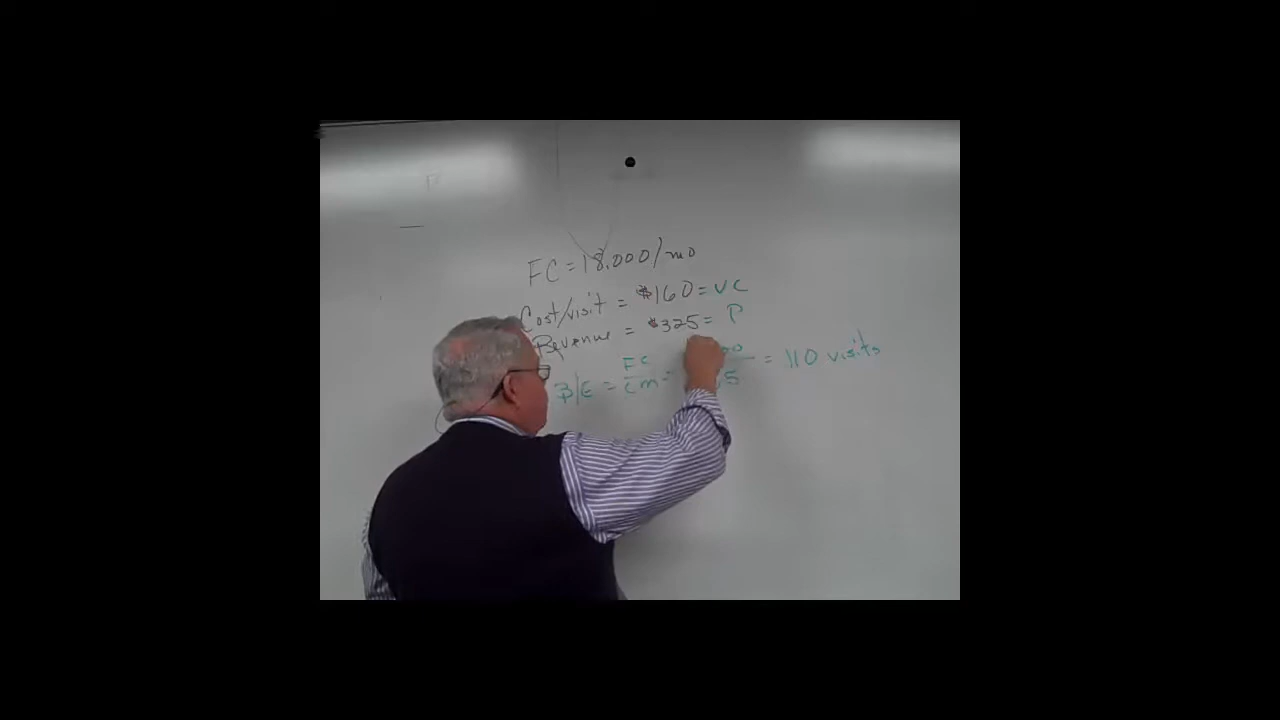 FC = 18,000/mo
Cost/visit = $160 = VC
Revenue = $325 = P
B/E = FC/CM = = 110 visits